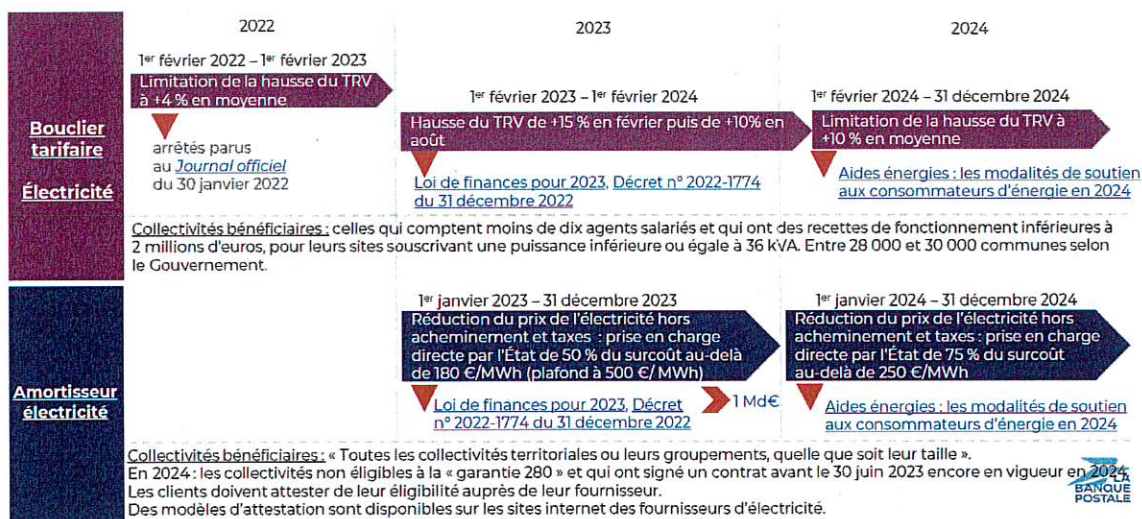 2022
2023
2024
Bouclier
tarifaire
Électricité
1er février 2022 – 1er février 2023
Limitation de la hausse du TRV
à +4 % en moyenne
arrêtés parus
au Journal officiel
du 30 janvier 2022
1er février 2023 – 1er février 2024
Hausse du TRV de +15 % en février puis de +10% en
août
Loi de finances pour 2023, Décret n° 2022-1774
du 31 décembre 2022
1er février 2024 – 31 décembre 2024
Limitation de la hausse du TRV à
+10 % en moyenne
Aides énergies : les modalités de soutien
aux consommateurs d'énergie en 2024
Collectivités bénéficiaires : celles qui comptent moins de dix agents salariés et qui ont des recettes de fonctionnement inférieures à
2 millions d'euros, pour leurs sites souscrivant une puissance inférieure ou égale à 36 kVA. Entre 28 000 et 30 000 communes selon
le Gouvernement.
Amortisseur
électricité
1er janvier 2023 – 31 décembre 2023
Réduction du prix de l'électricité hors
acheminement et taxes : prise en charge
directe par l'État de 50 % du surcoût au-delà
de 180 €/MWh (plafond à 500 €/ MWh)
Loi de finances pour 2023, Décret
n° 2022-1774 du 31 décembre 2022
1 Md€
1er janvier 2024 – 31 décembre 2024
Réduction du prix de l'électricité hors
acheminement et taxes : prise en charge
directe par l'État de 75 % du surcoût
au-delà de 250 €/MWh
Aides énergies : les modalités de soutien
aux consommateurs d'énergie en 2024
Collectivités bénéficiaires : « Toutes les collectivités territoriales ou leurs groupements, quelle que soit leur taille ».
En 2024 : les collectivités non éligibles à la « garantie 280 » et qui ont signé un contrat avant le 30 juin 2023 encore en vigueur en 2024.
Les clients doivent attester de leur éligibilité auprès de leur fournisseur.
Des modèles d'attestation sont disponibles sur les sites internet des fournisseurs d'électricité.
LA
BANQUE
POSTALE